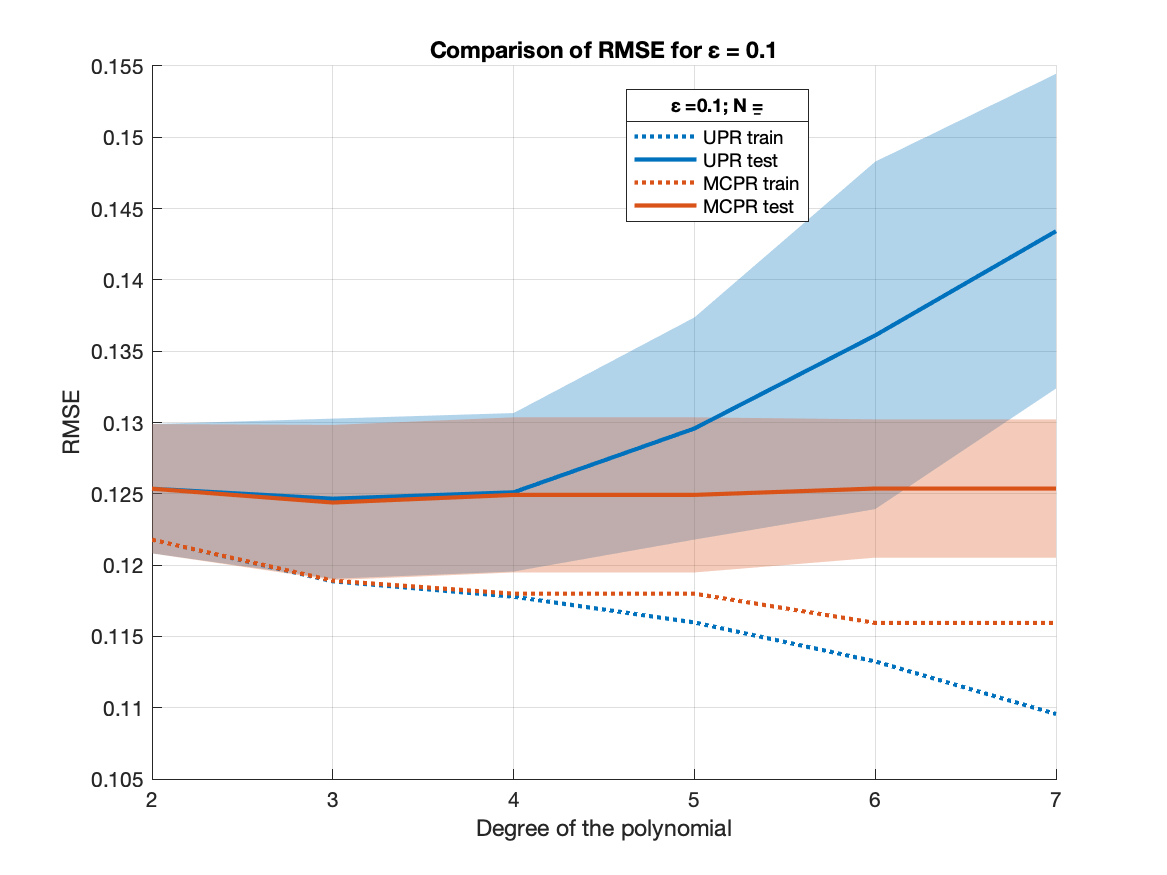 Comparison of RMSE for ε = 0.1
0.155
0.15
0.145
0.14
0.135
0.13
0.125
0.12
0.115
0.11
0.105
RMSE
ε =0.1; N =
UPR train
UPR test
MCPR train
MCPR test
2 3 4 5 6 7
Degree of the polynomial